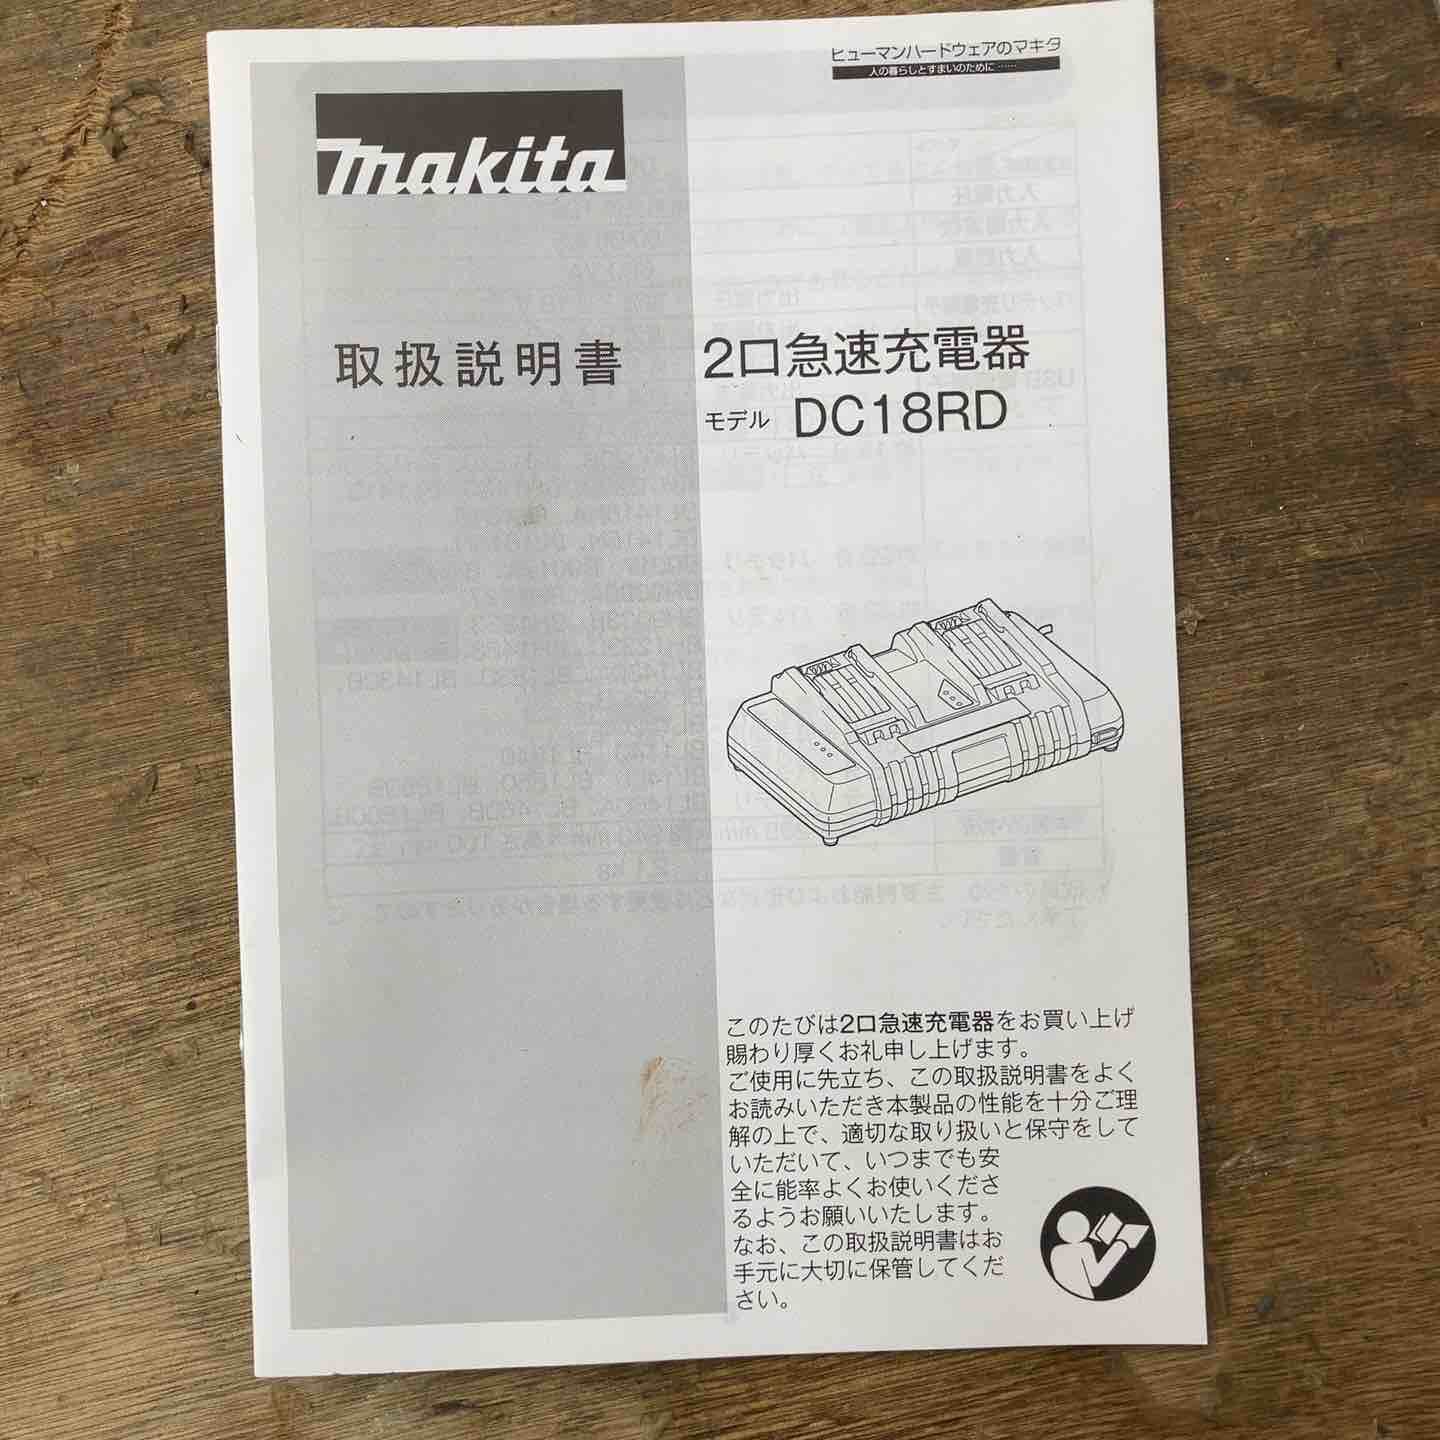 ヒューマンハードウェアのマキタ
人の暮らしとすまいのために……
makita
取扱説明書
2口急速充電器
モデル DC18RD
このたびは2口急速充電器をお買い上げ
賜わり厚くお礼申し上げます。
ご使用に先立ち、この取扱説明書をよく
お読みいただき本製品の性能を十分ご理
解の上で、適切な取り扱いと保守をして
いただいて、いつまでも安
全に能率よくお使いくださ
るようお願いいたします。
なお、この取扱説明書はお
手元に大切に保管してくだ
さい。